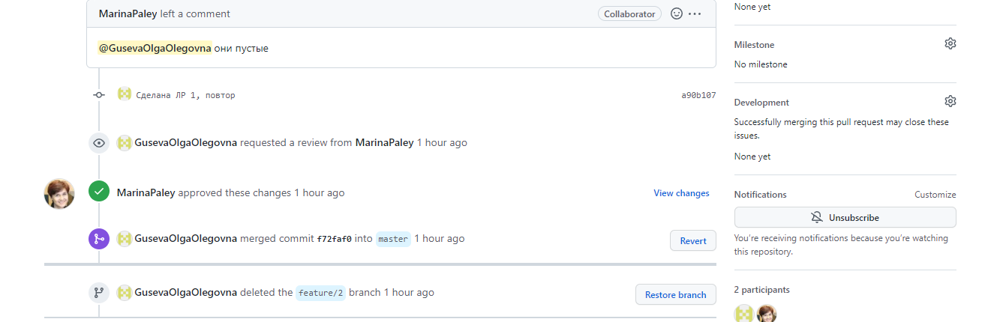 MarinaPaley left a comment
Collaborator
@GusevaOlgaOlegovna они пустые
Сделана ЛР 1, повтор
a90b107
GusevaOlgaOlegovna requested a review from MarinaPaley 1 hour ago
MarinaPaley approved these changes 1 hour ago
View changes
GusevaOlgaOlegovna merged commit f72faf0 into master 1 hour ago
Revert
GusevaOlgaOlegovna deleted the feature/2 branch 1 hour ago
Restore branch
None yet
Milestone
No milestone
Development
Successfully merging this pull request may close these
issues.
None yet
Notifications
Customize
Unsubscribe
You’re receiving notifications because you’re watching
this repository.
2 participants